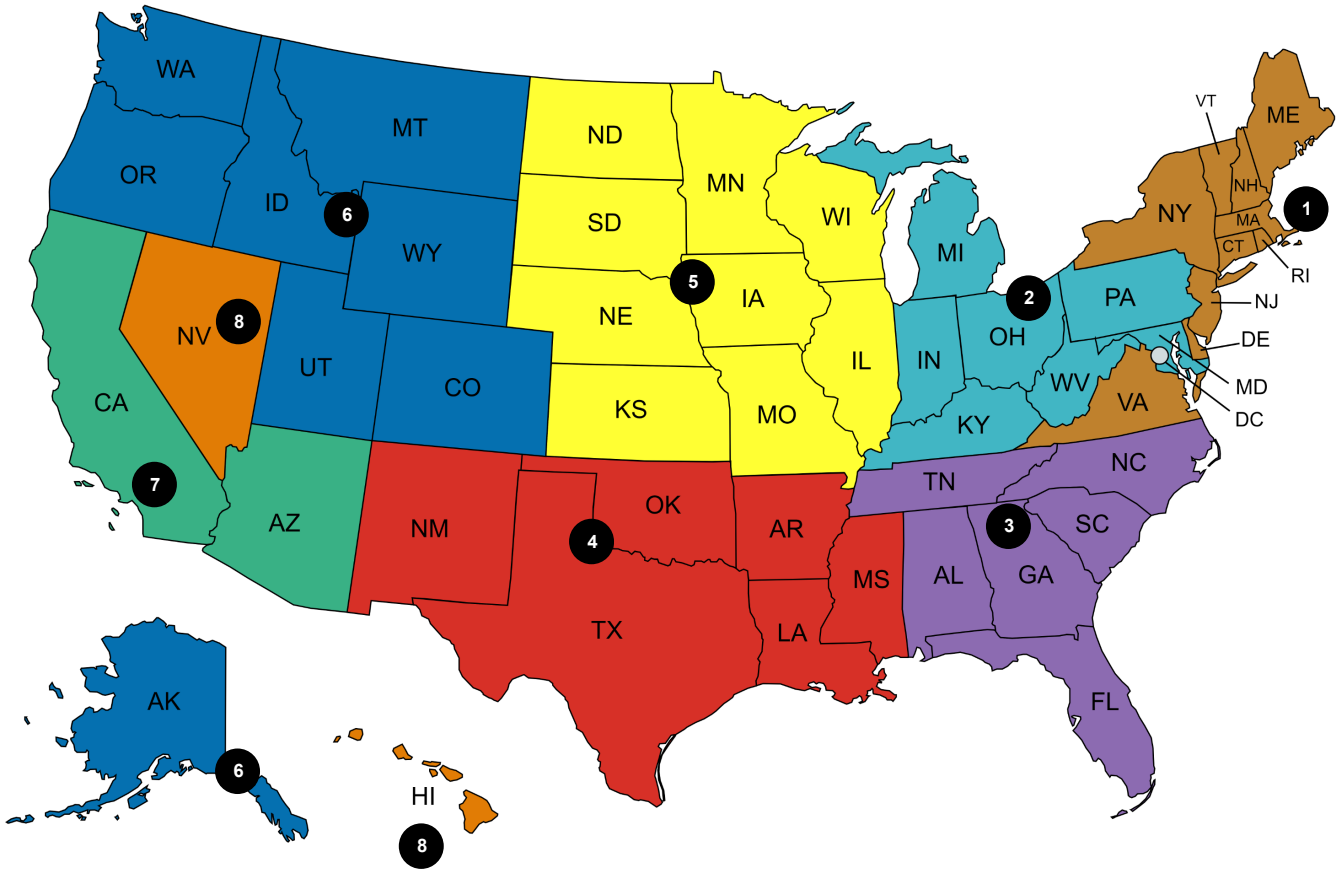 WA
MT
ND
MN
VT
ME
OR
ID
6
WY
SD
WI
MI
NY
NH
MA
1
CT
RI
NV
8
UT
CO
NE
5
IA
IL
IN
2
OH
PA
NJ
DE
MD
DC
WV
VA
KY
CA
7
AZ
NM
KS
MO
OK
4
AR
TN
NC
SC
3
MS
AL
GA
TX
LA
FL
AK
6
HI
8